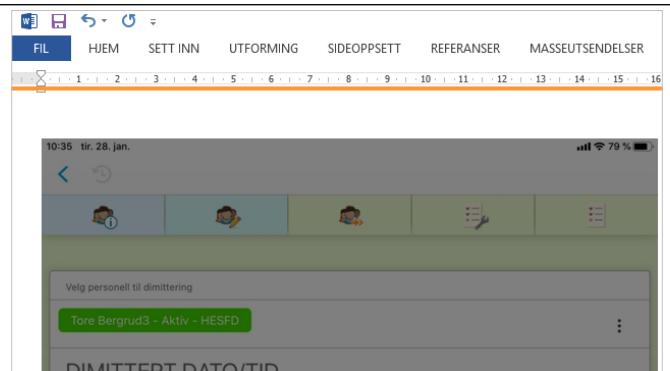 FIL HJEM SETT INN UTFORMING SIDEOPPSETT REFERANSER MASSEUTSENDELSER
1 2 3 4 5 6 7 8 9 10 11 12 13 14 15 16
10:35 tir. 28. jan. 79 %
Velg personell til dimittering
Tore Bergrud3 - Aktiv - HESFD
DIMITTERT DATO/TID